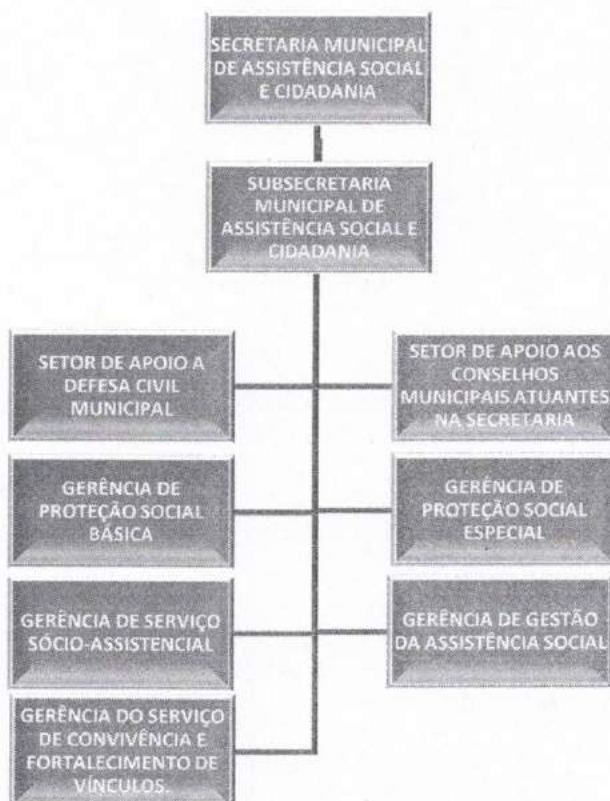 SECRETARIA MUNICIPAL
DE ASSISTÊNCIA SOCIAL
E CIDADANIA
SUBSECRETARIA
MUNICIPAL DE
ASSISTÊNCIA SOCIAL E
CIDADANIA
SETOR DE APOIO A
DEFESA CIVIL
MUNICIPAL
SETOR DE APOIO AOS
CONSELHOS
MUNICIPAIS ATUANTES
NA SECRETARIA
GERÊNCIA DE
PROTEÇÃO SOCIAL
BÁSICA
GERÊNCIA DE
PROTEÇÃO SOCIAL
ESPECIAL
GERÊNCIA DE SERVIÇO
SÓCIO-ASSISTENCIAL
GERÊNCIA DE GESTÃO
DA ASSISTÊNCIA SOCIAL
GERÊNCIA DO SERVIÇO
DE CONVIVÊNCIA E
FORTALECIMENTO DE
VÍNCULOS.